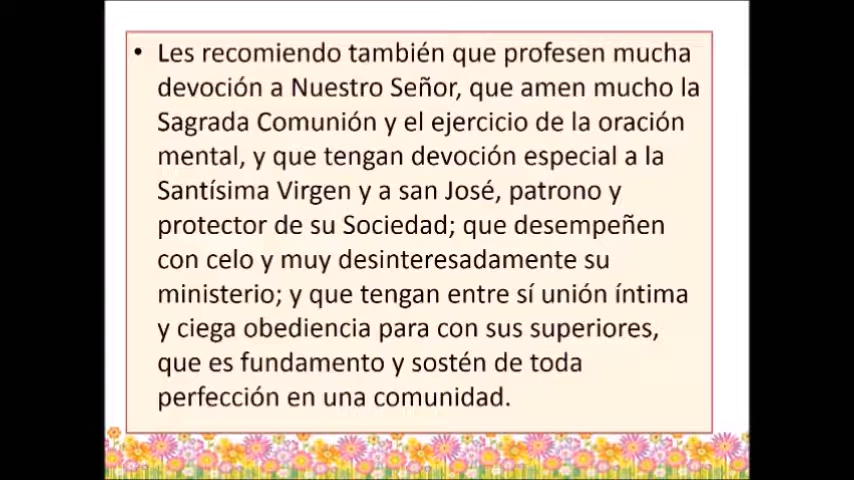 • Les recomiendo también que profesen mucha
devoción a Nuestro Señor, que amen mucho la
Sagrada Comunión y el ejercicio de la oración
mental, y que tengan devoción especial a la
Santísima Virgen y a san José, patrono y
protector de su Sociedad; que desempeñen
con celo y muy desinteresadamente su
ministerio; y que tengan entre sí unión íntima
y ciega obediencia para con sus superiores,
que es fundamento y sostén de toda
perfección en una comunidad.